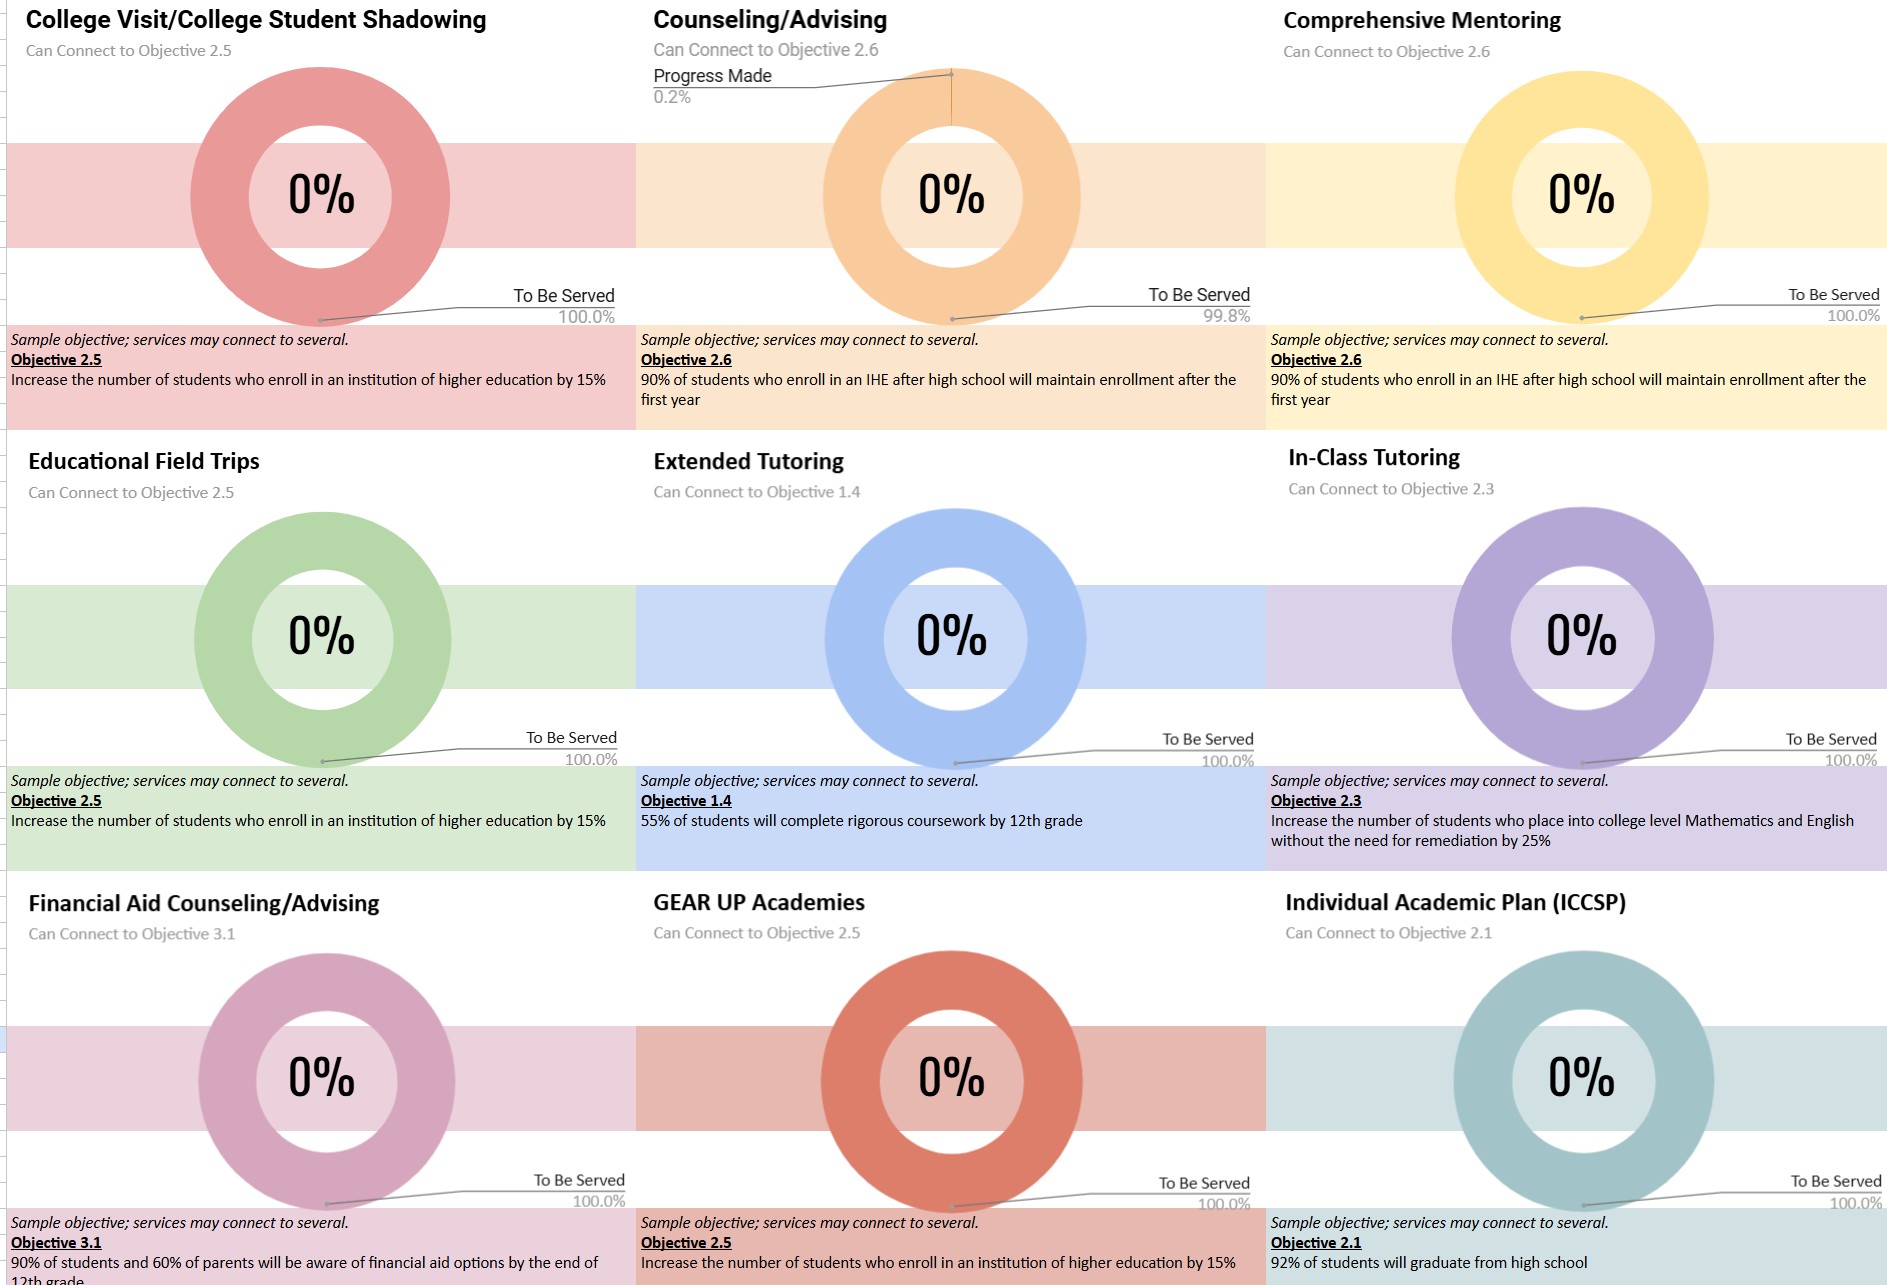 College Visit/College Student Shadowing
Can Connect to Objective 2.5
0%
To Be Served
100.0%
Sample objective; services may connect to several.
Objective 2.5
Increase the number of students who enroll in an institution of higher education by 15%
Counseling/Advising
Can Connect to Objective 2.6
Progress Made
0.2%
0%
To Be Served
99.8%
Sample objective; services may connect to several.
Objective 2.6
90% of students who enroll in an IHE after high school will maintain enrollment after the
first year
Comprehensive Mentoring
Can Connect to Objective 2.6
0%
To Be Served
100.0%
Sample objective; services may connect to several.
Objective 2.6
90% of students who enroll in an IHE after high school will maintain enrollment after the
first year
Educational Field Trips
Can Connect to Objective 2.5
0%
To Be Served
100.0%
Sample objective; services may connect to several.
Objective 2.5
Increase the number of students who enroll in an institution of higher education by 15%
Extended Tutoring
Can Connect to Objective 1.4
0%
To Be Served
100.0%
Sample objective; services may connect to several.
Objective 1.4
55% of students will complete rigorous coursework by 12th grade
In-Class Tutoring
Can Connect to Objective 2.3
0%
To Be Served
100.0%
Sample objective; services may connect to several.
Objective 2.3
Increase the number of students who place into college level Mathematics and English
without the need for remediation by 25%
Financial Aid Counseling/Advising
Can Connect to Objective 3.1
0%
To Be Served
100.0%
Sample objective; services may connect to several.
Objective 3.1
90% of students and 60% of parents will be aware of financial aid options by the end of
12th grade
GEAR UP Academies
Can Connect to Objective 2.5
0%
To Be Served
100.0%
Sample objective; services may connect to several.
Objective 2.5
Increase the number of students who enroll in an institution of higher education by 15%
Individual Academic Plan (ICCSP)
Can Connect to Objective 2.1
0%
To Be Served
100.0%
Sample objective; services may connect to several.
Objective 2.1
92% of students will graduate from high school